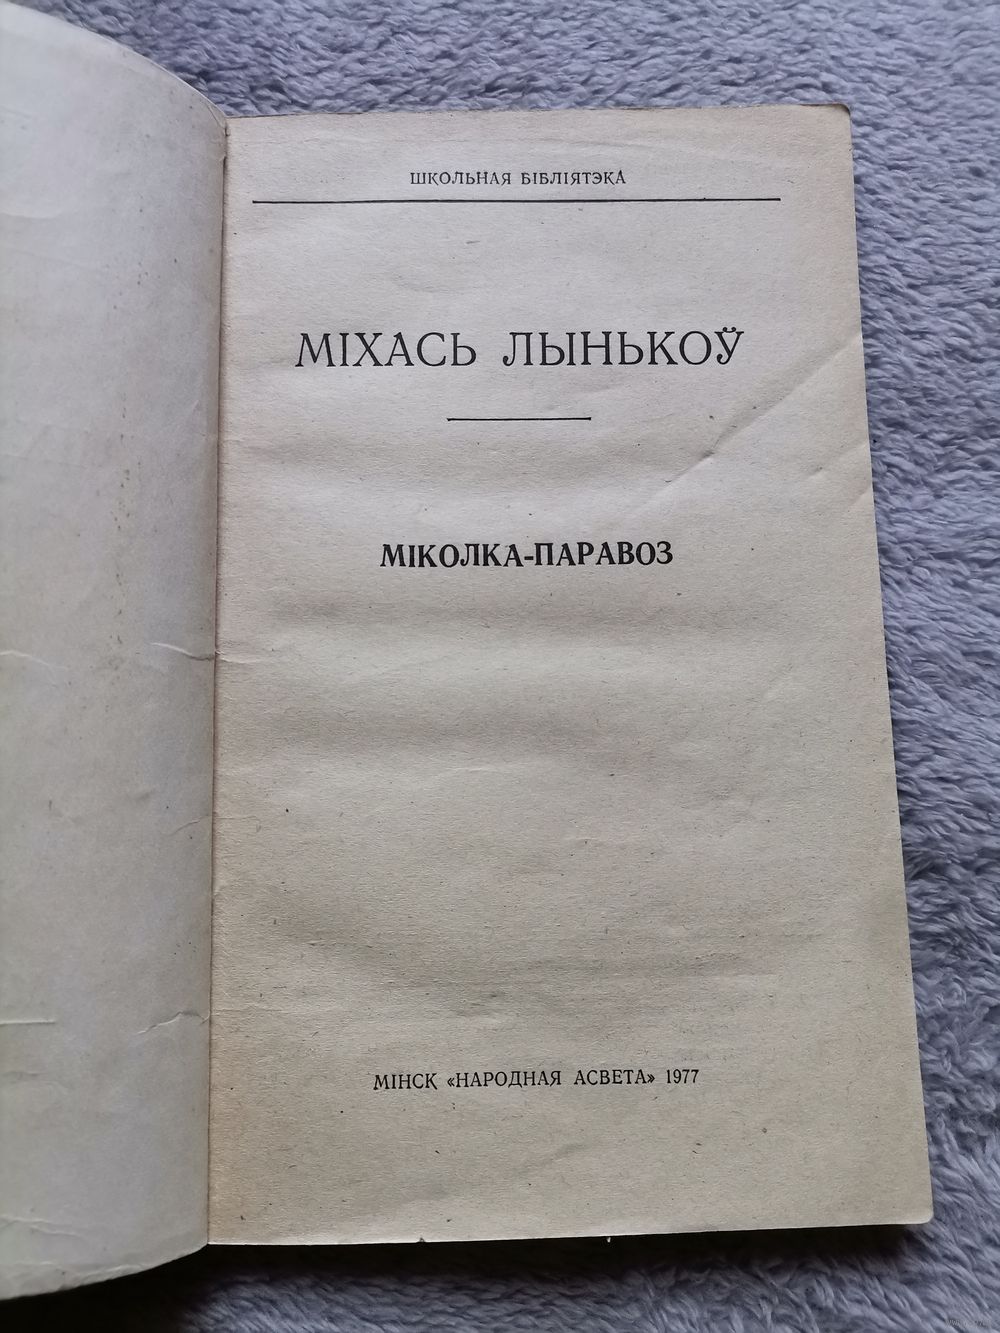 ШКОЛЬНАЯ БІБЛІЯТЭКА
МІХАСЬ ЛЫНЬКОЎ
МІКОЛКА-ПАРАВОЗ
МІНСК «НАРОДНАЯ АСВЕТА» 1977